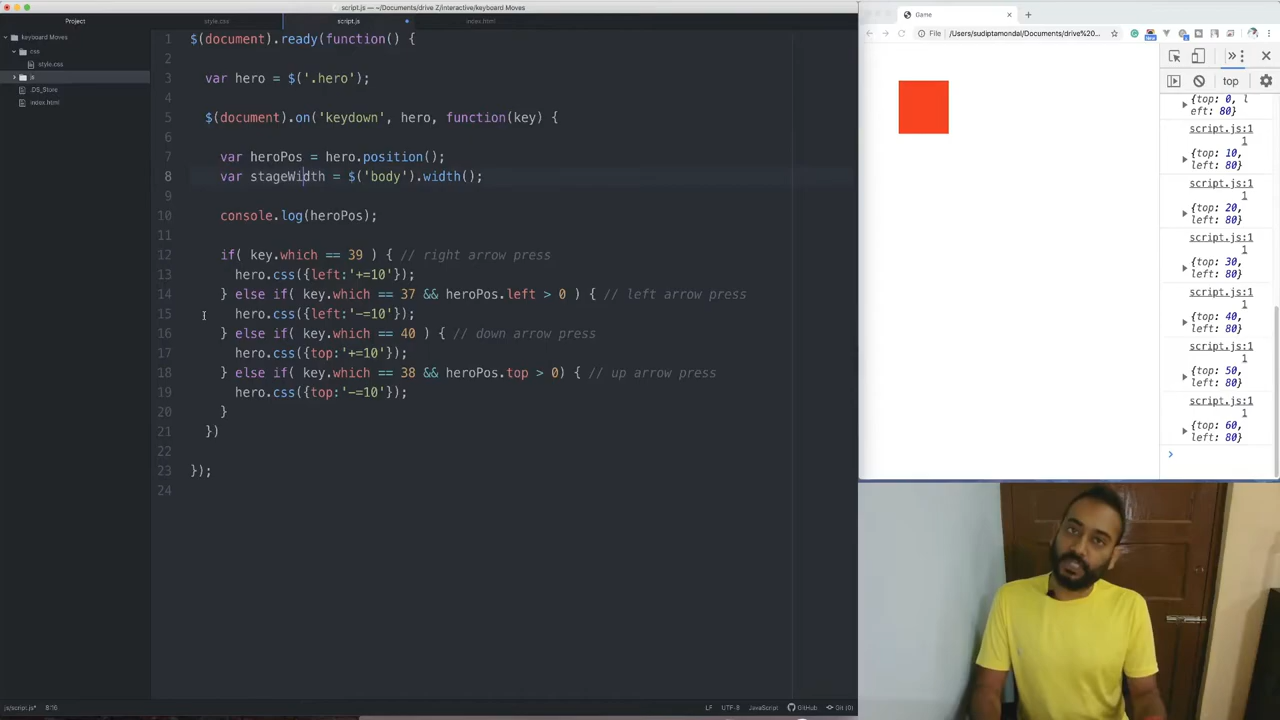 script.js — ~/Documents/drive Z/interactive/keyboard Moves
Project
style.css
script.js
index.html
keyboard Moves
css
style.css
js
.DS_Store
index.html
1 $(document).ready(function() {
2
3 var hero = $('.hero');
4
5 $(document).on('keydown', hero, function(key) {
6
7 var heroPos = hero.position();
8 var stageWidth = $('body').width();
9
10 console.log(heroPos);
11
12 if( key.which == 39 ) { // right arrow press
13 hero.css({left:'+=10'});
14 } else if( key.which == 37 && heroPos.left > 0 ) { // left arrow press
15 hero.css({left:'-=10'});
16 } else if( key.which == 40 ) { // down arrow press
17 hero.css({top:'+=10'});
18 } else if( key.which == 38 && heroPos.top > 0) { // up arrow press
19 hero.css({top:'-=10'});
20 }
21 })
22
23 });
24
js/script.js* 8:16
LF UTF-8 JavaScript GitHub Git (0)
Game
File /Users/sudiptamondal/Documents/drive%20...
top
{top: 0, l
eft: 80}
script.js:1
1
{top: 10,
left: 80}
script.js:1
1
{top: 20,
left: 80}
script.js:1
1
{top: 30,
left: 80}
script.js:1
1
{top: 40,
left: 80}
script.js:1
1
{top: 50,
left: 80}
script.js:1
1
{top: 60,
left: 80}